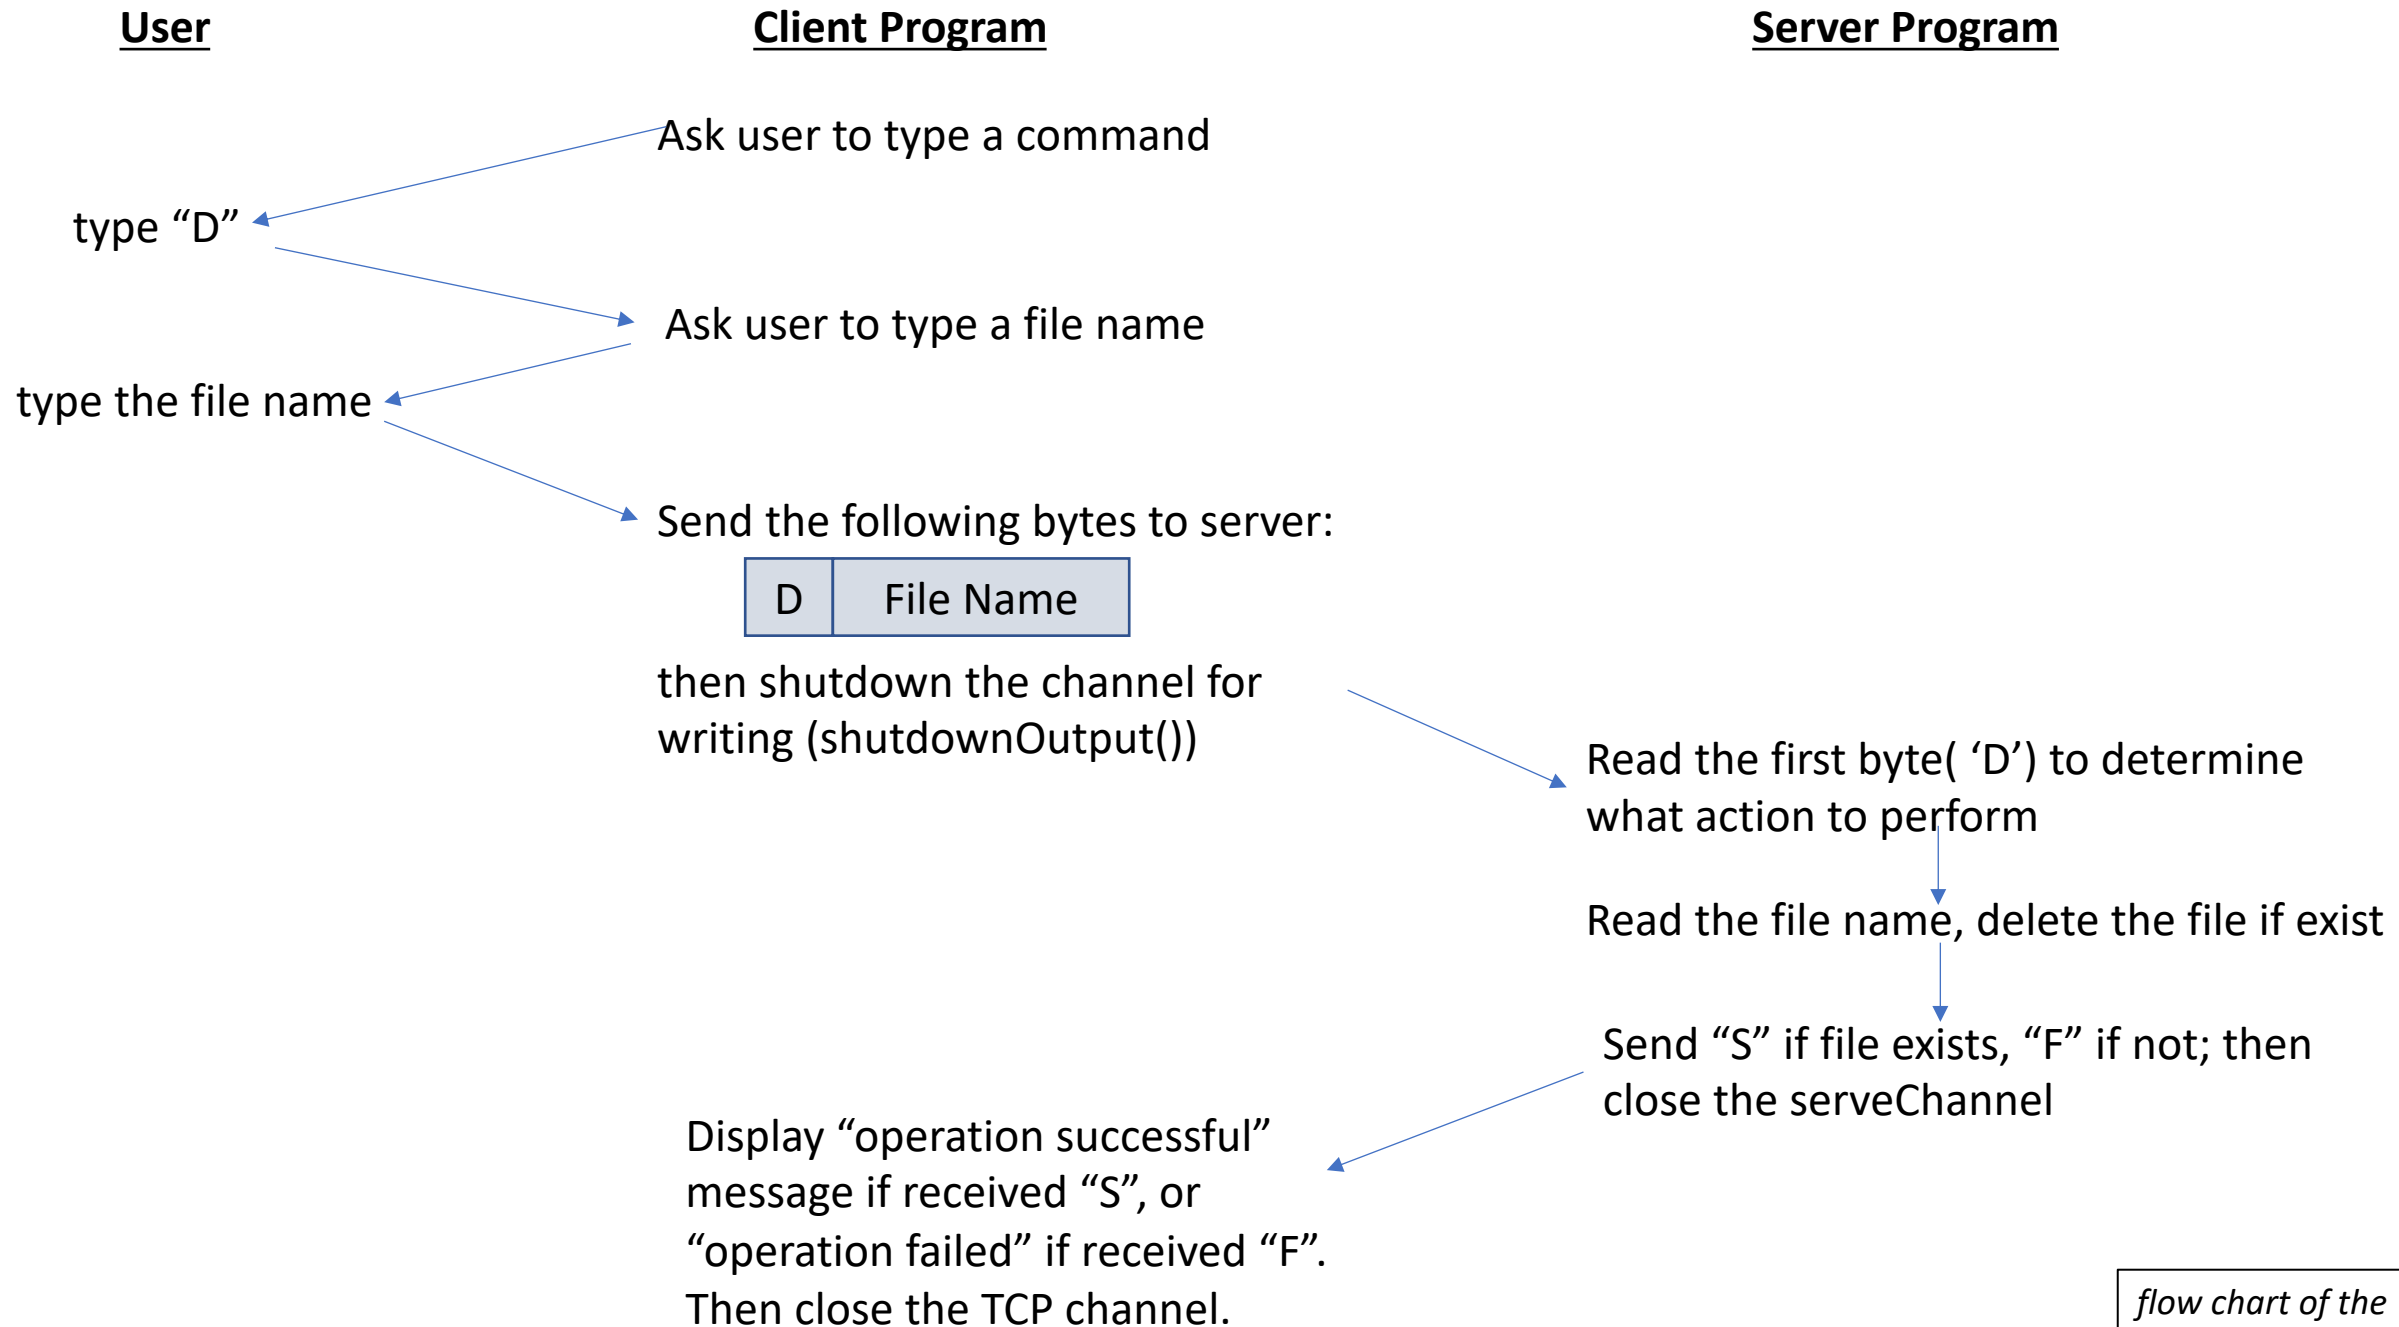 User
Client Program
Server Program
Ask user to type a command
type “D”
Ask user to type a file name
type the file name
Send the following bytes to server:
D
File Name
then shutdown the channel for
writing (shutdownOutput())
Read the first byte( ‘D’) to determine
what action to perform
Read the file name, delete the file if exist
Send “S” if file exists, “F” if not; then
close the serveChannel
Display “operation successful”
message if received “S”, or
“operation failed” if received “F”.
Then close the TCP channel.
flow chart of the